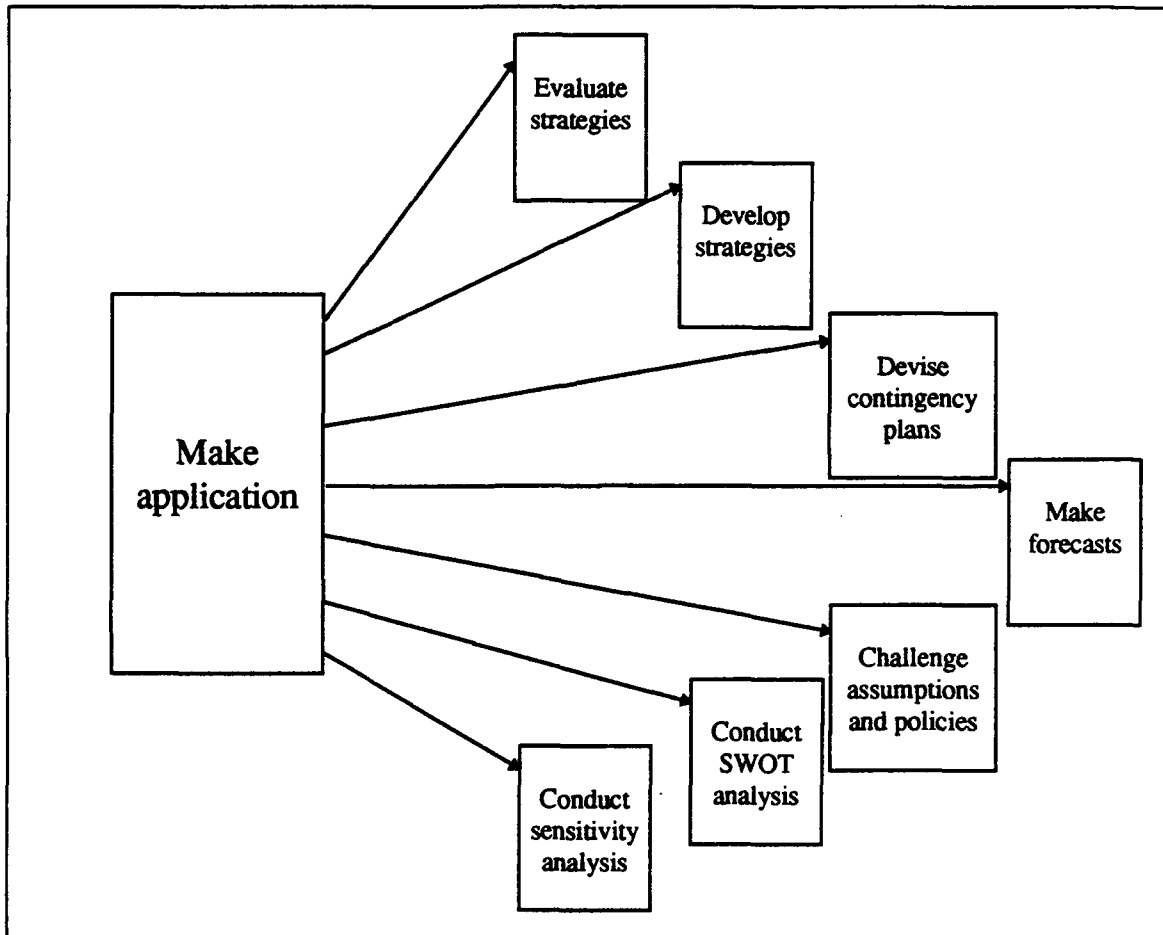 Evaluate
strategies
Develop
strategies
Devise
contingency
plans
Make
application
Make
forecasts
Challenge
assumptions
and policies
Conduct
SWOT
analysis
Conduct
sensitivity
analysis